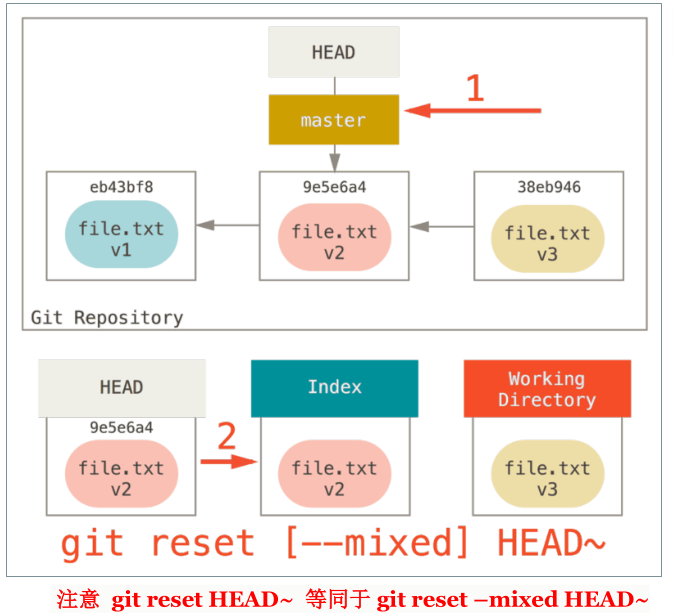 HEAD
1
master
eb43bf8 9e5e6a4 38eb946
file.txt file.txt file.txt
v1 v2 v3
Git Repository
HEAD Index Working
Directory
9e5e6a4
2
file.txt file.txt file.txt
v2 v2 v3
git reset [--mixed] HEAD~
注意 git reset HEAD~ 等同于 git reset –mixed HEAD~